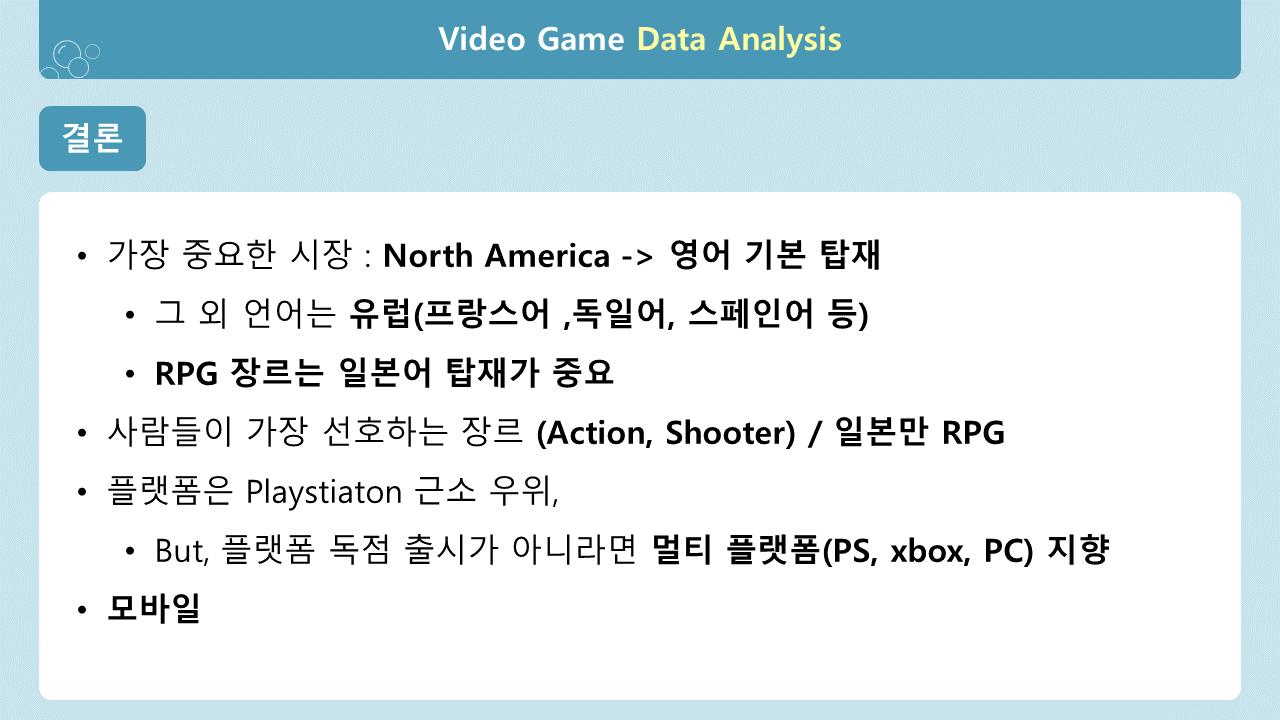 Video Game Data Analysis
결론
• 가장 중요한 시장 : North America -> 영어 기본 탑재
• 그 외 언어는 유럽(프랑스어 ,독일어, 스페인어 등)
• RPG 장르는 일본어 탑재가 중요
• 사람들이 가장 선호하는 장르 (Action, Shooter) / 일본만 RPG
• 플랫폼은 Playstiaton 근소 우위,
• But, 플랫폼 독점 출시가 아니라면 멀티 플랫폼(PS, xbox, PC) 지향
• 모바일